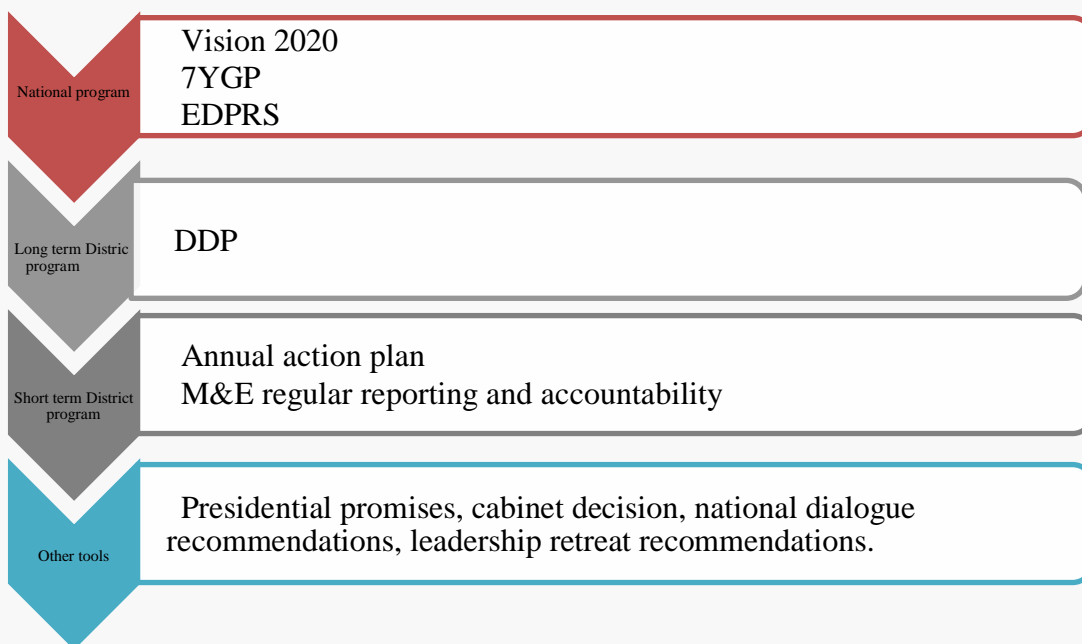 National program
Vision 2020
7YGP
EDPRS
Long term Distric
program
DDP
Short term District
program
Annual action plan
M&E regular reporting and accountability
Other tools
Presidential promises, cabinet decision, national dialogue
recommendations, leadership retreat recommendations.